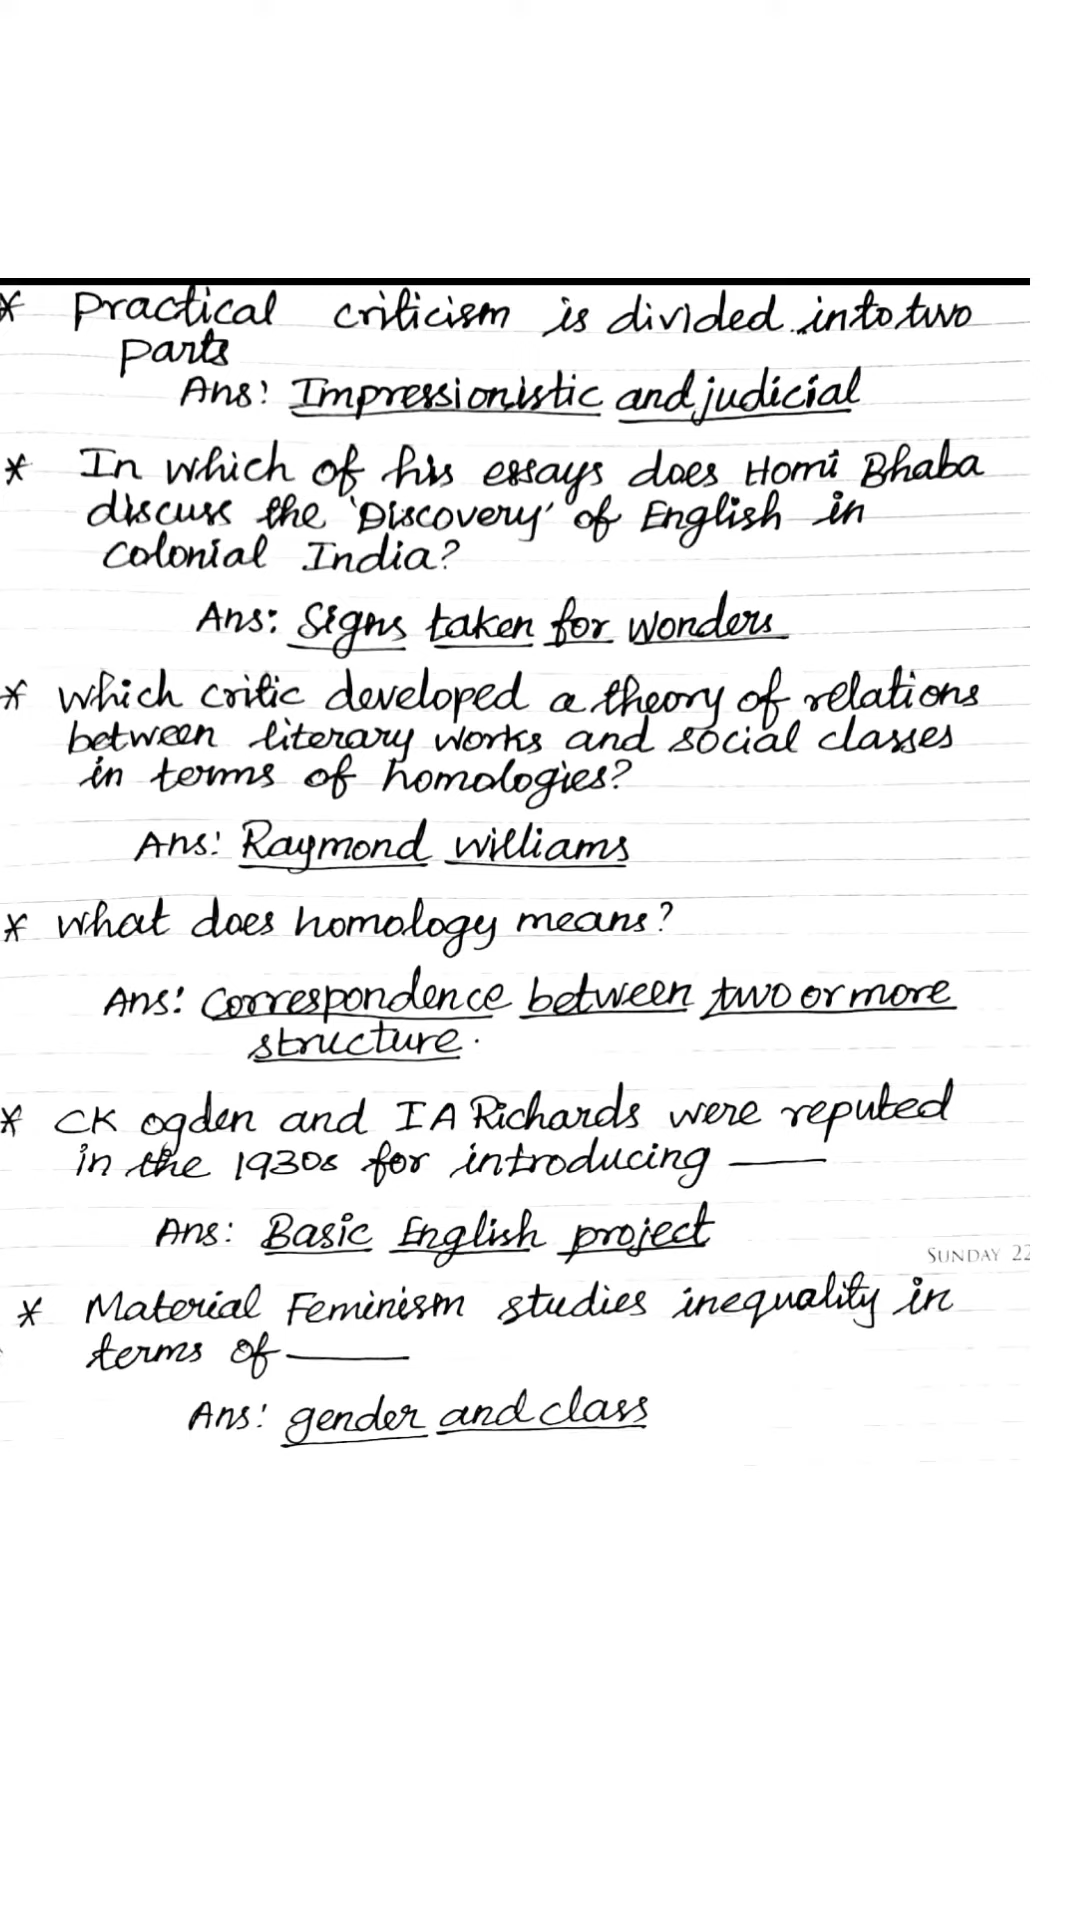 * Practical criticism is divided into two
parts
Ans: Impressionistic and judicial
* In which of his essays does Homi Bhaba
discuss the 'Discovery' of English in
colonial India?
Ans: Signs taken for wonders
* which critic developed a theory of relations
between literary works and social classes
in terms of homologies?
Ans: Raymond williams
* what does homology means?
Ans: Correspondence between two or more
structure.
* CK Ogden and I A Richards were reputed
in the 1930s for introducing ——
Ans: Basic English project
SUNDAY 22
* Material Feminism studies inequality in
terms of ——
Ans: gender and class